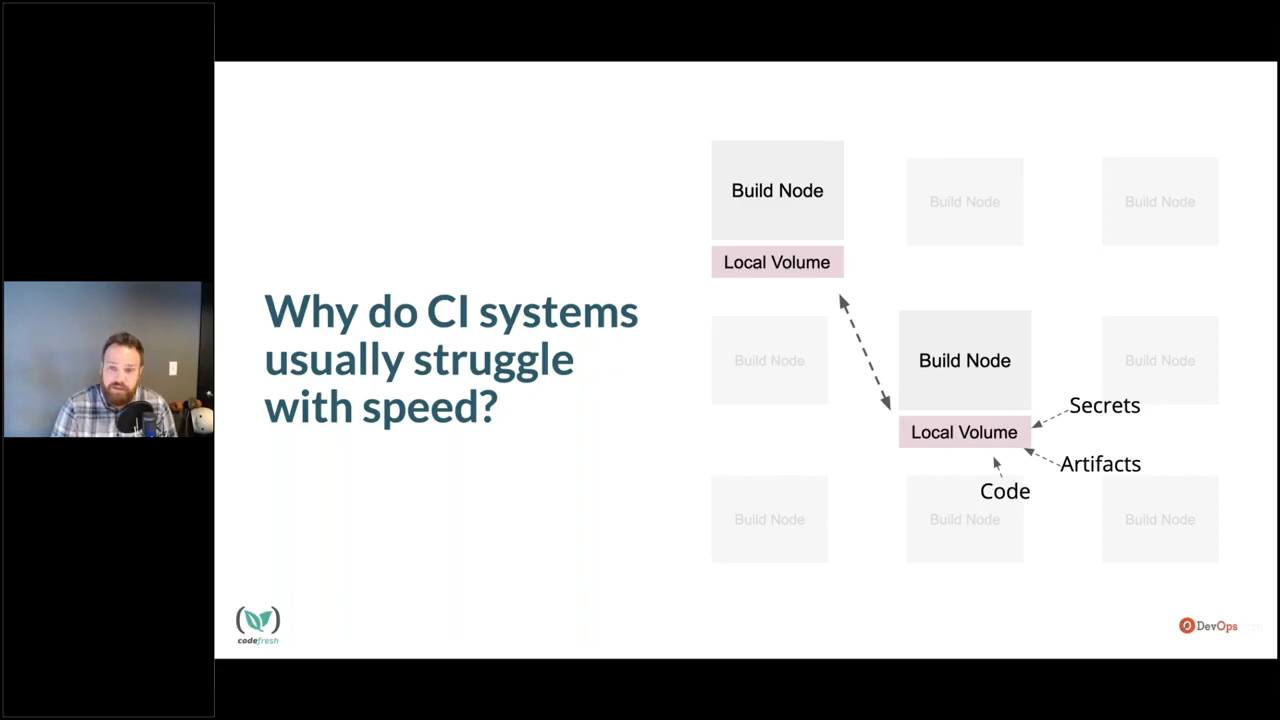 Why do CI systems
usually struggle
with speed?
Build Node
Local Volume
Build Node
Build Node
Build Node
Build Node
Local Volume
Build Node
Secrets
Artifacts
Code
Build Node
Build Node
Build Node
codefresh
DevOps